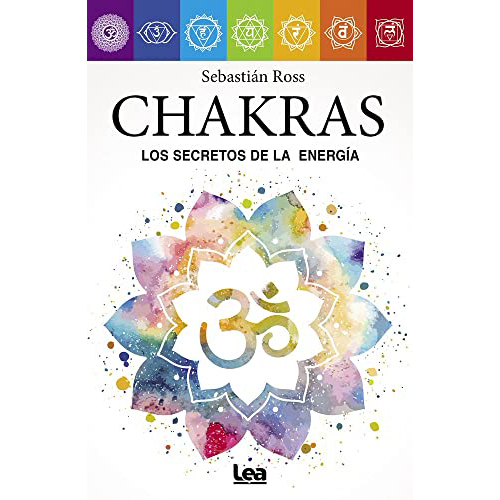 ॐ ॐ ह यं रं वं लं
Sebastián Ross
CHAKRAS
LOS SECRETOS DE LA ENERGÍA
ॐ
Lea